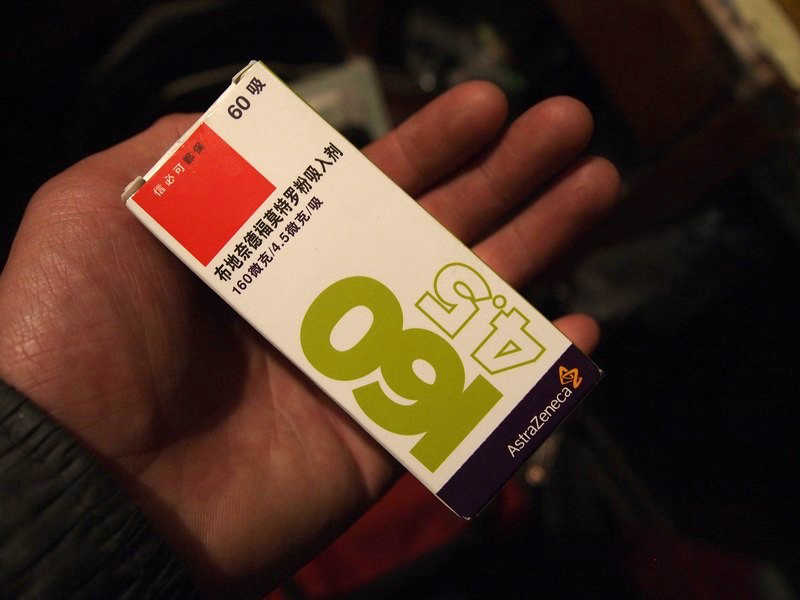 60 吸
信必可都保
布地奈德福莫特罗粉吸入剂
160微克/4.5微克/吸
160
4.5
AstraZeneca